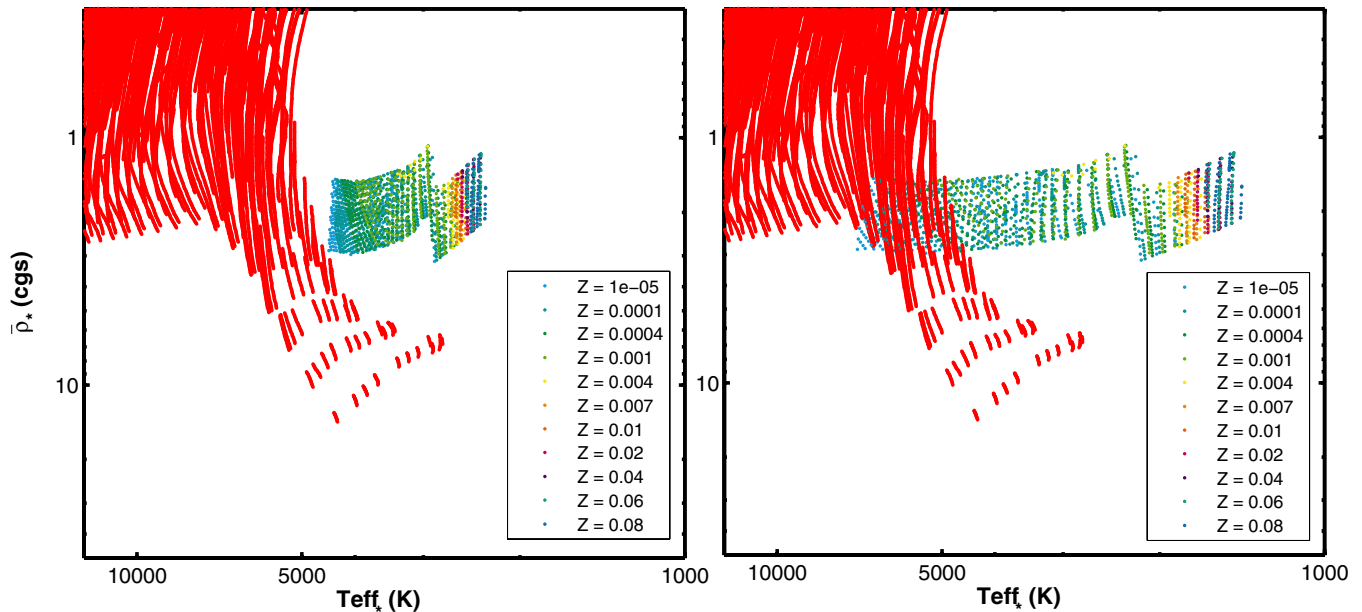 1
10
ρ̄* (cgs)
Z = 1e−05
Z = 0.0001
Z = 0.0004
Z = 0.001
Z = 0.004
Z = 0.007
Z = 0.01
Z = 0.02
Z = 0.04
Z = 0.06
Z = 0.08
10000
5000
1000
Teff* (K)
1
10
Z = 1e−05
Z = 0.0001
Z = 0.0004
Z = 0.001
Z = 0.004
Z = 0.007
Z = 0.01
Z = 0.02
Z = 0.04
Z = 0.06
Z = 0.08
10000
5000
1000
Teff* (K)